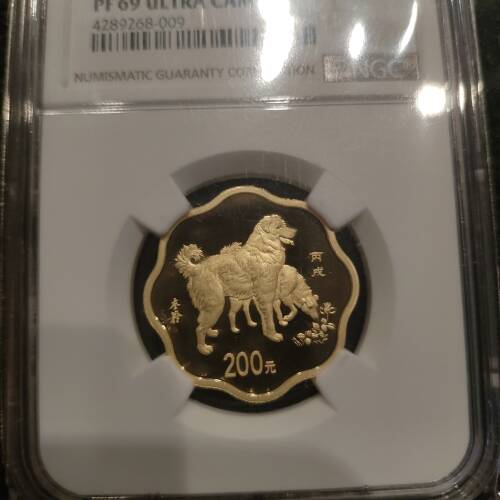 PF 69 ULTRA CAM
4289268-009
NUMISMATIC GUARANTY CORPORATION
NGC
丙戌
200元